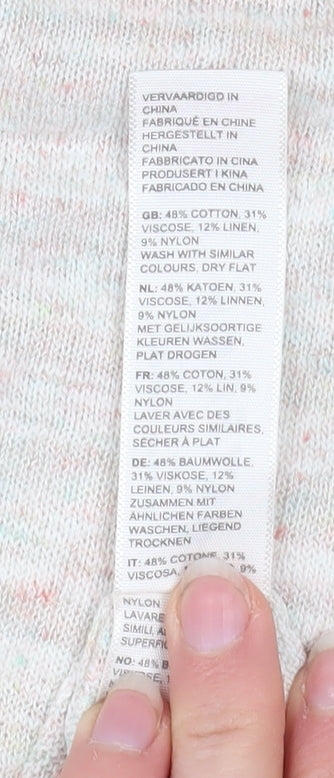 VERVAARDIGD IN
CHINA
FABRIQUÉ EN CHINE
HERGESTELLT IN
CHINA
FABBRICATO IN CINA
PRODUSERT I KINA
FABRICADO EN CHINA
GB: 48% COTTON, 31%
VISCOSE, 12% LINEN,
9% NYLON
WASH WITH SIMILAR
COLOURS, DRY FLAT
NL: 48% KATOEN, 31%
VISCOSE, 12% LINNEN,
9% NYLON
MET GELIJKSOORTIGE
KLEUREN WASSEN,
PLAT DROGEN
FR: 48% COTON, 31%
VISCOSE, 12% LIN, 9%
NYLON
LAVER AVEC DES
COULEURS SIMILAIRES,
SÉCHER À PLAT
DE: 48% BAUMWOLLE,
31% VISKOSE, 12%
LEINEN, 9% NYLON
ZUSAMMEN MIT
ÄHNLICHEN FARBEN
WASCHEN, LIEGEND
TROCKNEN
IT: 48% COTONE, 31%
VISCOSA, 9%
NYLON
LAVARE
SIMILI,
NO: 48%